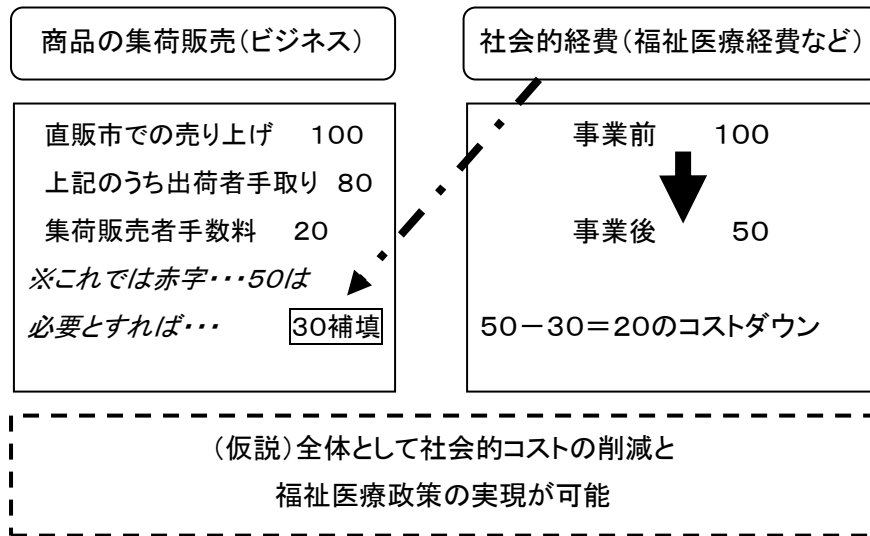 商品の集荷販売(ビジネス)
直販市での売り上げ 100
上記のうち出荷者手取り 80
集荷販売者手数料 20
※これでは赤字・・・50は
必要とすれば・・・ 30補填
社会的経費(福祉医療経費など)
事業前 100
事業後 50
50-30=20のコストダウン
(仮説)全体として社会的コストの削減と
福祉医療政策の実現が可能